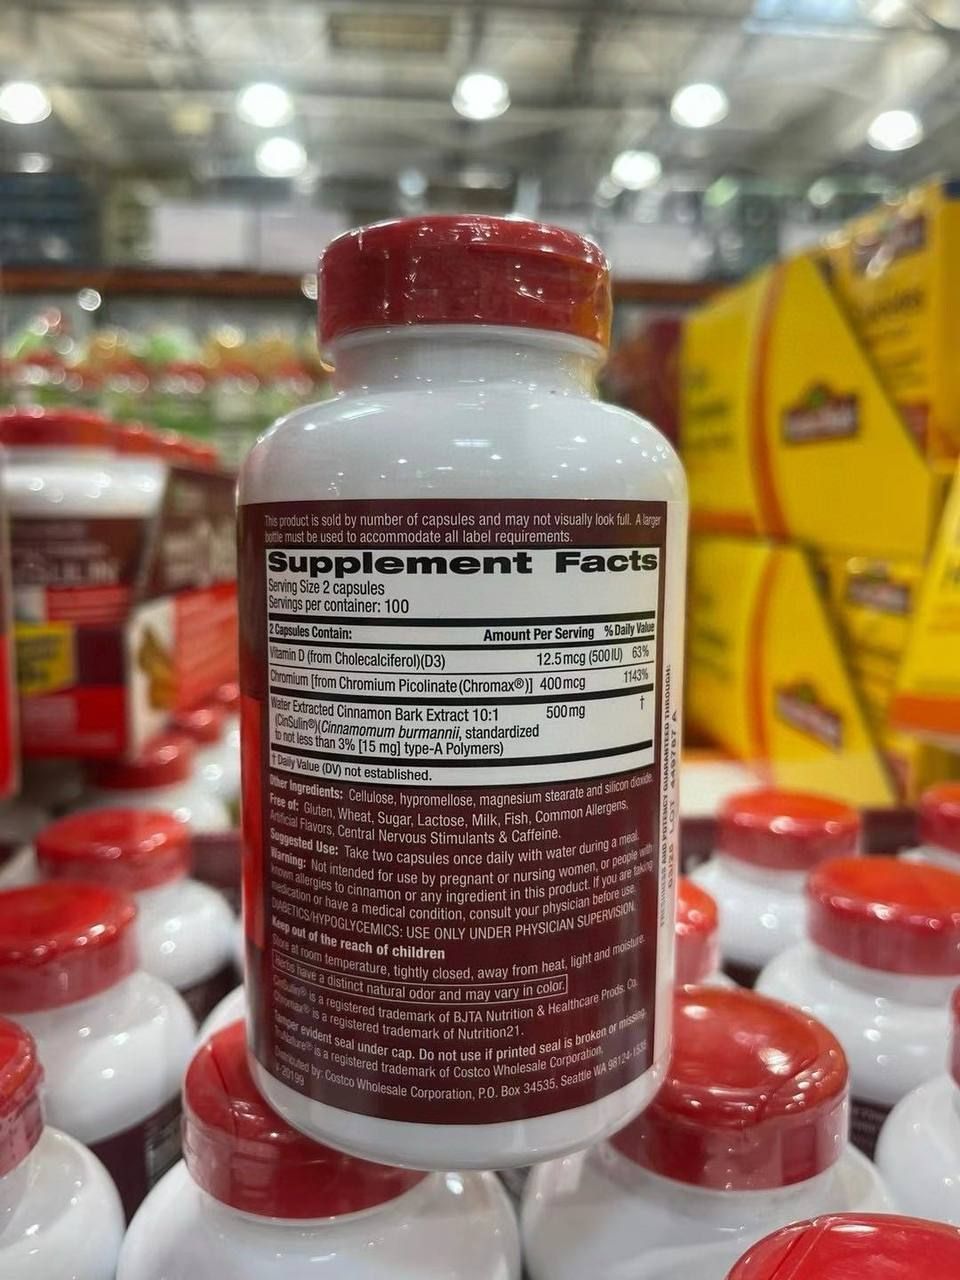 This product is sold by number of capsules and may not visually look full. A larger
bottle must be used to accommodate all label requirements.
Supplement Facts
Serving Size 2 capsules
Servings per container: 100
2 Capsules Contain: Amount Per Serving % Daily Value
Vitamin D (from Cholecalciferol)(D3) 12.5 mcg (500 IU) 63%
Chromium [from Chromium Picolinate (Chromax®)] 400 mcg 1143%
Water Extracted Cinnamon Bark Extract 10:1 500 mg †
(CinSulin®)(Cinnamomum burmannii, standardized
to not less than 3% [15 mg] type-A Polymers)
† Daily Value (DV) not established.
Other Ingredients: Cellulose, hypromellose, magnesium stearate and silicon dioxide.
Free of: Gluten, Wheat, Sugar, Lactose, Milk, Fish, Common Allergens,
Artificial Flavors, Central Nervous Stimulants & Caffeine.
Suggested Use: Take two capsules once daily with water during a meal.
Warning: Not intended for use by pregnant or nursing women, or people with
known allergies to cinnamon or any ingredient in this product. If you are taking
medication or have a medical condition, consult your physician before use.
DIABETICS/HYPOGLYCEMICS: USE ONLY UNDER PHYSICIAN SUPERVISION.
Keep out of the reach of children
Store at room temperature, tightly closed, away from heat, light and moisture.
Herbs have a distinct natural odor and may vary in color.
CinSulin® is a registered trademark of BJTA Nutrition & Healthcare Prods. Co.
Chromax® is a registered trademark of Nutrition21.
Tamper evident seal under cap. Do not use if printed seal is broken or missing.
TruNature® is a registered trademark of Costco Wholesale Corporation.
Distributed by: Costco Wholesale Corporation, P.O. Box 34535, Seattle WA 98124-1535
FRESHNESS AND POTENCY GUARANTEED THROUGH:
LOT